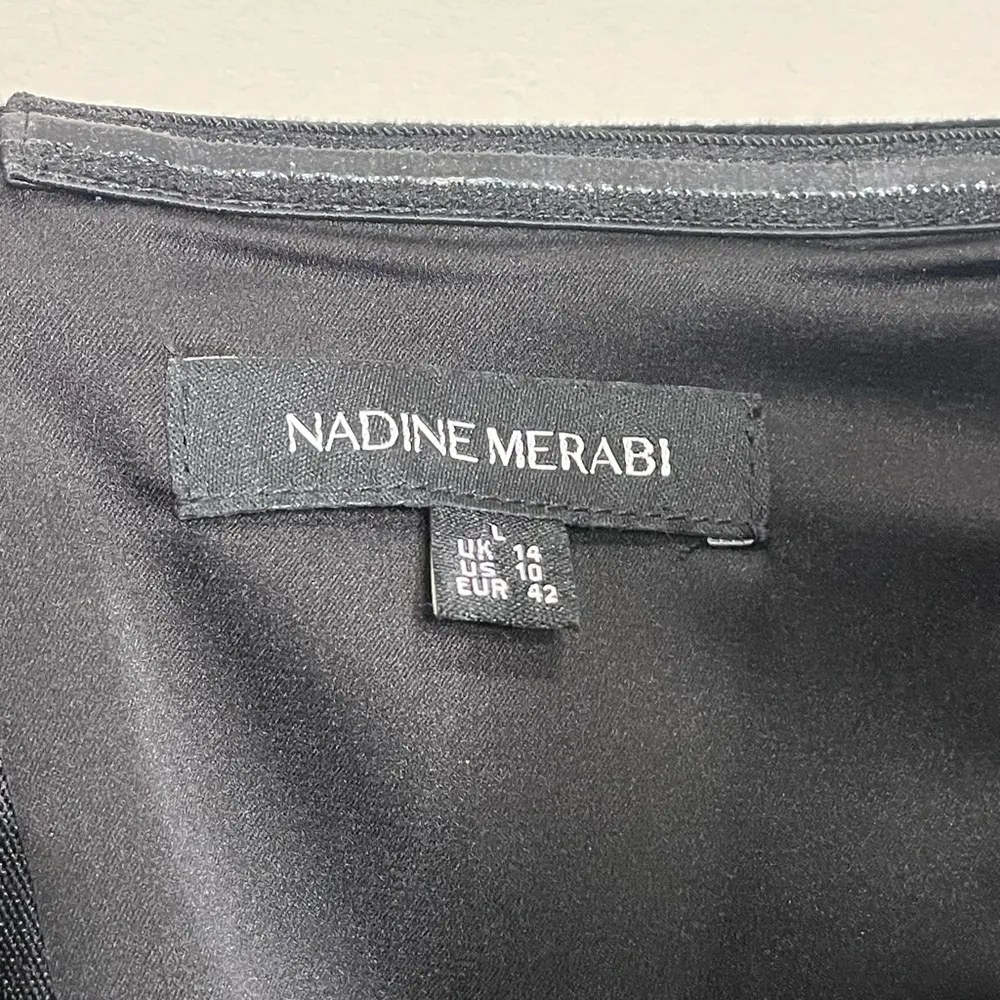 NADINE MERABI
L
UK 14
US 10
EUR 42